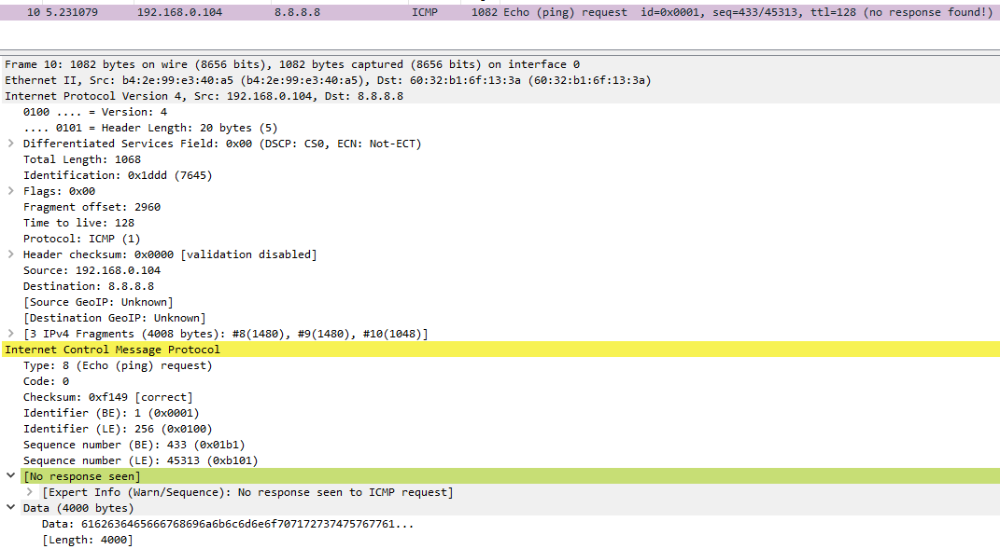 10 5.231079 192.168.0.104 8.8.8.8 ICMP 1082 Echo (ping) request id=0x0001, seq=433/45313, ttl=128 (no response found!)
Frame 10: 1082 bytes on wire (8656 bits), 1082 bytes captured (8656 bits) on interface 0
Ethernet II, Src: b4:2e:99:e3:40:a5 (b4:2e:99:e3:40:a5), Dst: 60:32:b1:6f:13:3a (60:32:b1:6f:13:3a)
Internet Protocol Version 4, Src: 192.168.0.104, Dst: 8.8.8.8
0100 .... = Version: 4
.... 0101 = Header Length: 20 bytes (5)
Differentiated Services Field: 0x00 (DSCP: CS0, ECN: Not-ECT)
Total Length: 1068
Identification: 0x1ddd (7645)
Flags: 0x00
Fragment offset: 2960
Time to live: 128
Protocol: ICMP (1)
Header checksum: 0x0000 [validation disabled]
Source: 192.168.0.104
Destination: 8.8.8.8
[Source GeoIP: Unknown]
[Destination GeoIP: Unknown]
[3 IPv4 Fragments (4008 bytes): #8(1480), #9(1480), #10(1048)]
Internet Control Message Protocol
Type: 8 (Echo (ping) request)
Code: 0
Checksum: 0xf149 [correct]
Identifier (BE): 1 (0x0001)
Identifier (LE): 256 (0x0100)
Sequence number (BE): 433 (0x01b1)
Sequence number (LE): 45313 (0xb101)
[No response seen]
[Expert Info (Warn/Sequence): No response seen to ICMP request]
Data (4000 bytes)
Data: 6162636465666768696a6b6c6d6e6f707172737475767761...
[Length: 4000]